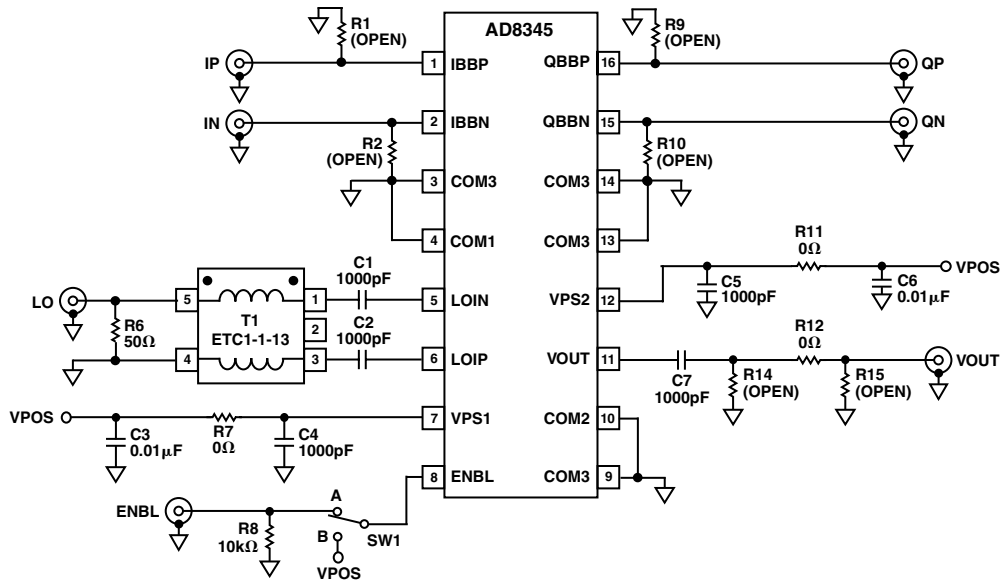 AD8345
R1
(OPEN)
R9
(OPEN)
IP
1
IBBP
QBBP
16
QP
IN
2
IBBN
QBBN
15
QN
R2
(OPEN)
R10
(OPEN)
3
COM3
COM3
14
4
COM1
COM3
13
R11
0Ω
VPOS
C5
1000pF
C6
0.01μF
C1
1000pF
LO
5
1
5
LOIN
VPS2
12
R6
50Ω
T1
ETC1-1-13
2
C2
1000pF
4
3
6
LOIP
VOUT
11
R12
0Ω
VOUT
C7
1000pF
R14
(OPEN)
R15
(OPEN)
VPOS
7
VPS1
COM2
10
C3
0.01μF
R7
0Ω
C4
1000pF
8
ENBL
COM3
9
ENBL
A
R8
10kΩ
B
SW1
VPOS